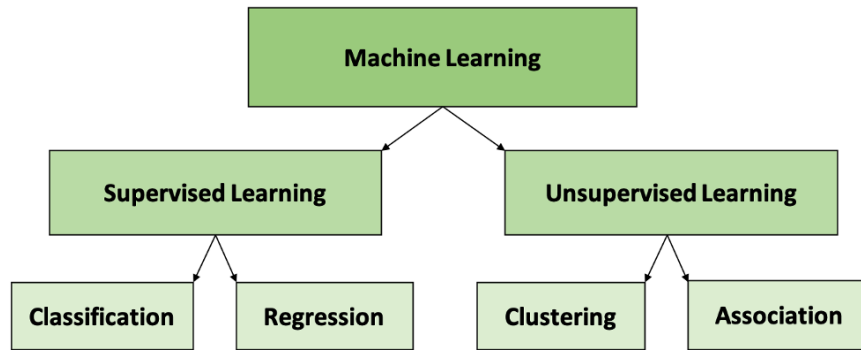 Machine Learning
Supervised Learning
Unsupervised Learning
Classification
Regression
Clustering
Association